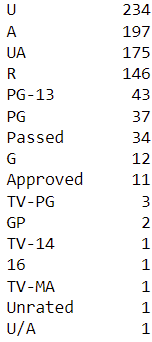 U 234
A 197
UA 175
R 146
PG-13 43
PG 37
Passed 34
G 12
Approved 11
TV-PG 3
GP 2
TV-14 1
16 1
TV-MA 1
Unrated 1
U/A 1